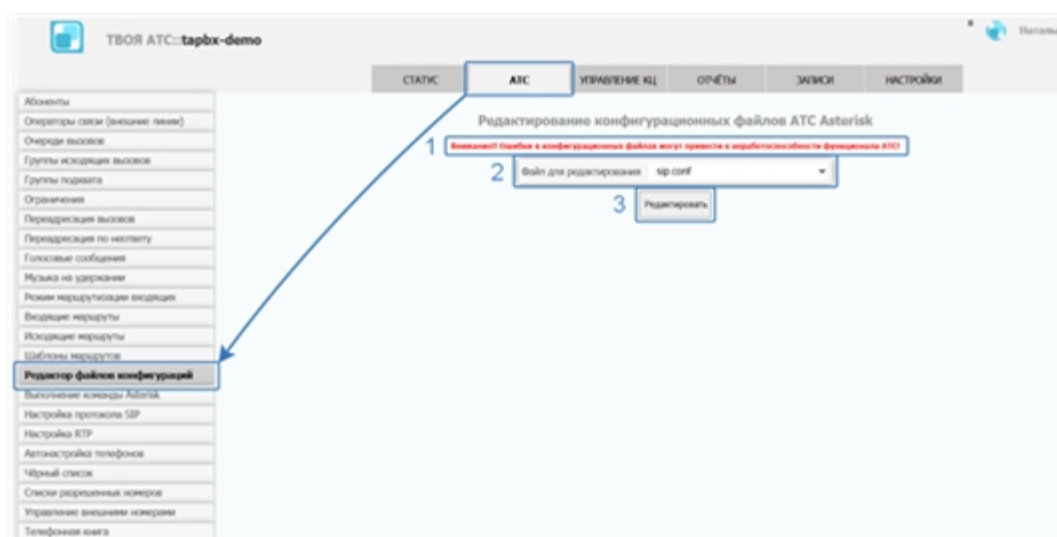 ТВОЯ АТС::tapbx-demo
Наталь
СТАТУС АТС УПРАВЛЕНИЕ КЦ ОТЧЁТЫ ЗАПИСИ НАСТРОЙКИ
Абоненты
Операторы связи (внешние линии)
Очереди вызовов
Группы исходящих вызовов
Группы подхвата
Ограничения
Переадресация вызовов
Переадресация по неответу
Голосовые сообщения
Музыка на удержании
Режим маршрутизации входящих
Входящие маршруты
Исходящие маршруты
Шаблоны маршрутов
Редактор файлов конфигураций
Выполнение команды Asterisk
Настройка протокола SIP
Настройка RTP
Автонастройка телефонов
Чёрный список
Списки разрешенных номеров
Управление внешними номерами
Телефонная книга
Редактирование конфигурационных файлов АТС Asterisk
1 Внимание!!! Ошибки в конфигурационных файлах могут привести к неработоспособности функционала АТС!
2 Файл для редактирования sip.conf
3 Редактировать